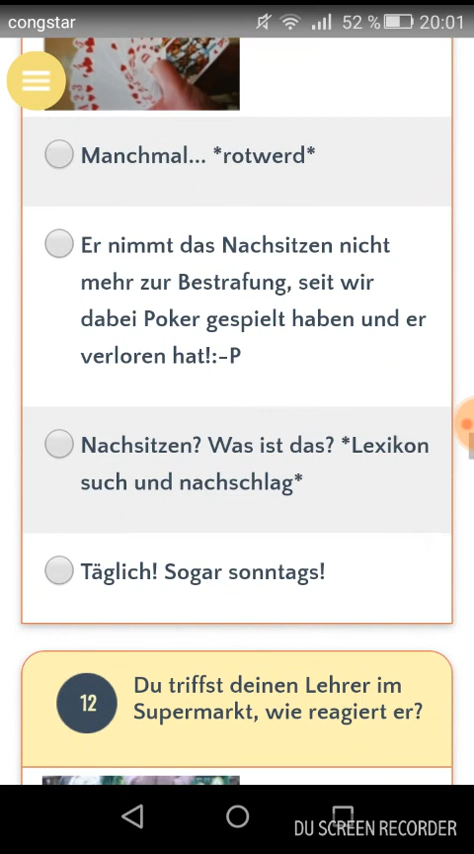 congstar 52 % 20:01
Manchmal... *rotwerd*
Er nimmt das Nachsitzen nicht
mehr zur Bestrafung, seit wir
dabei Poker gespielt haben und er
verloren hat!:-P
Nachsitzen? Was ist das? *Lexikon
such und nachschlag*
Täglich! Sogar sonntags!
12
Du triffst deinen Lehrer im
Supermarkt, wie reagiert er?
DU SCREEN RECORDER